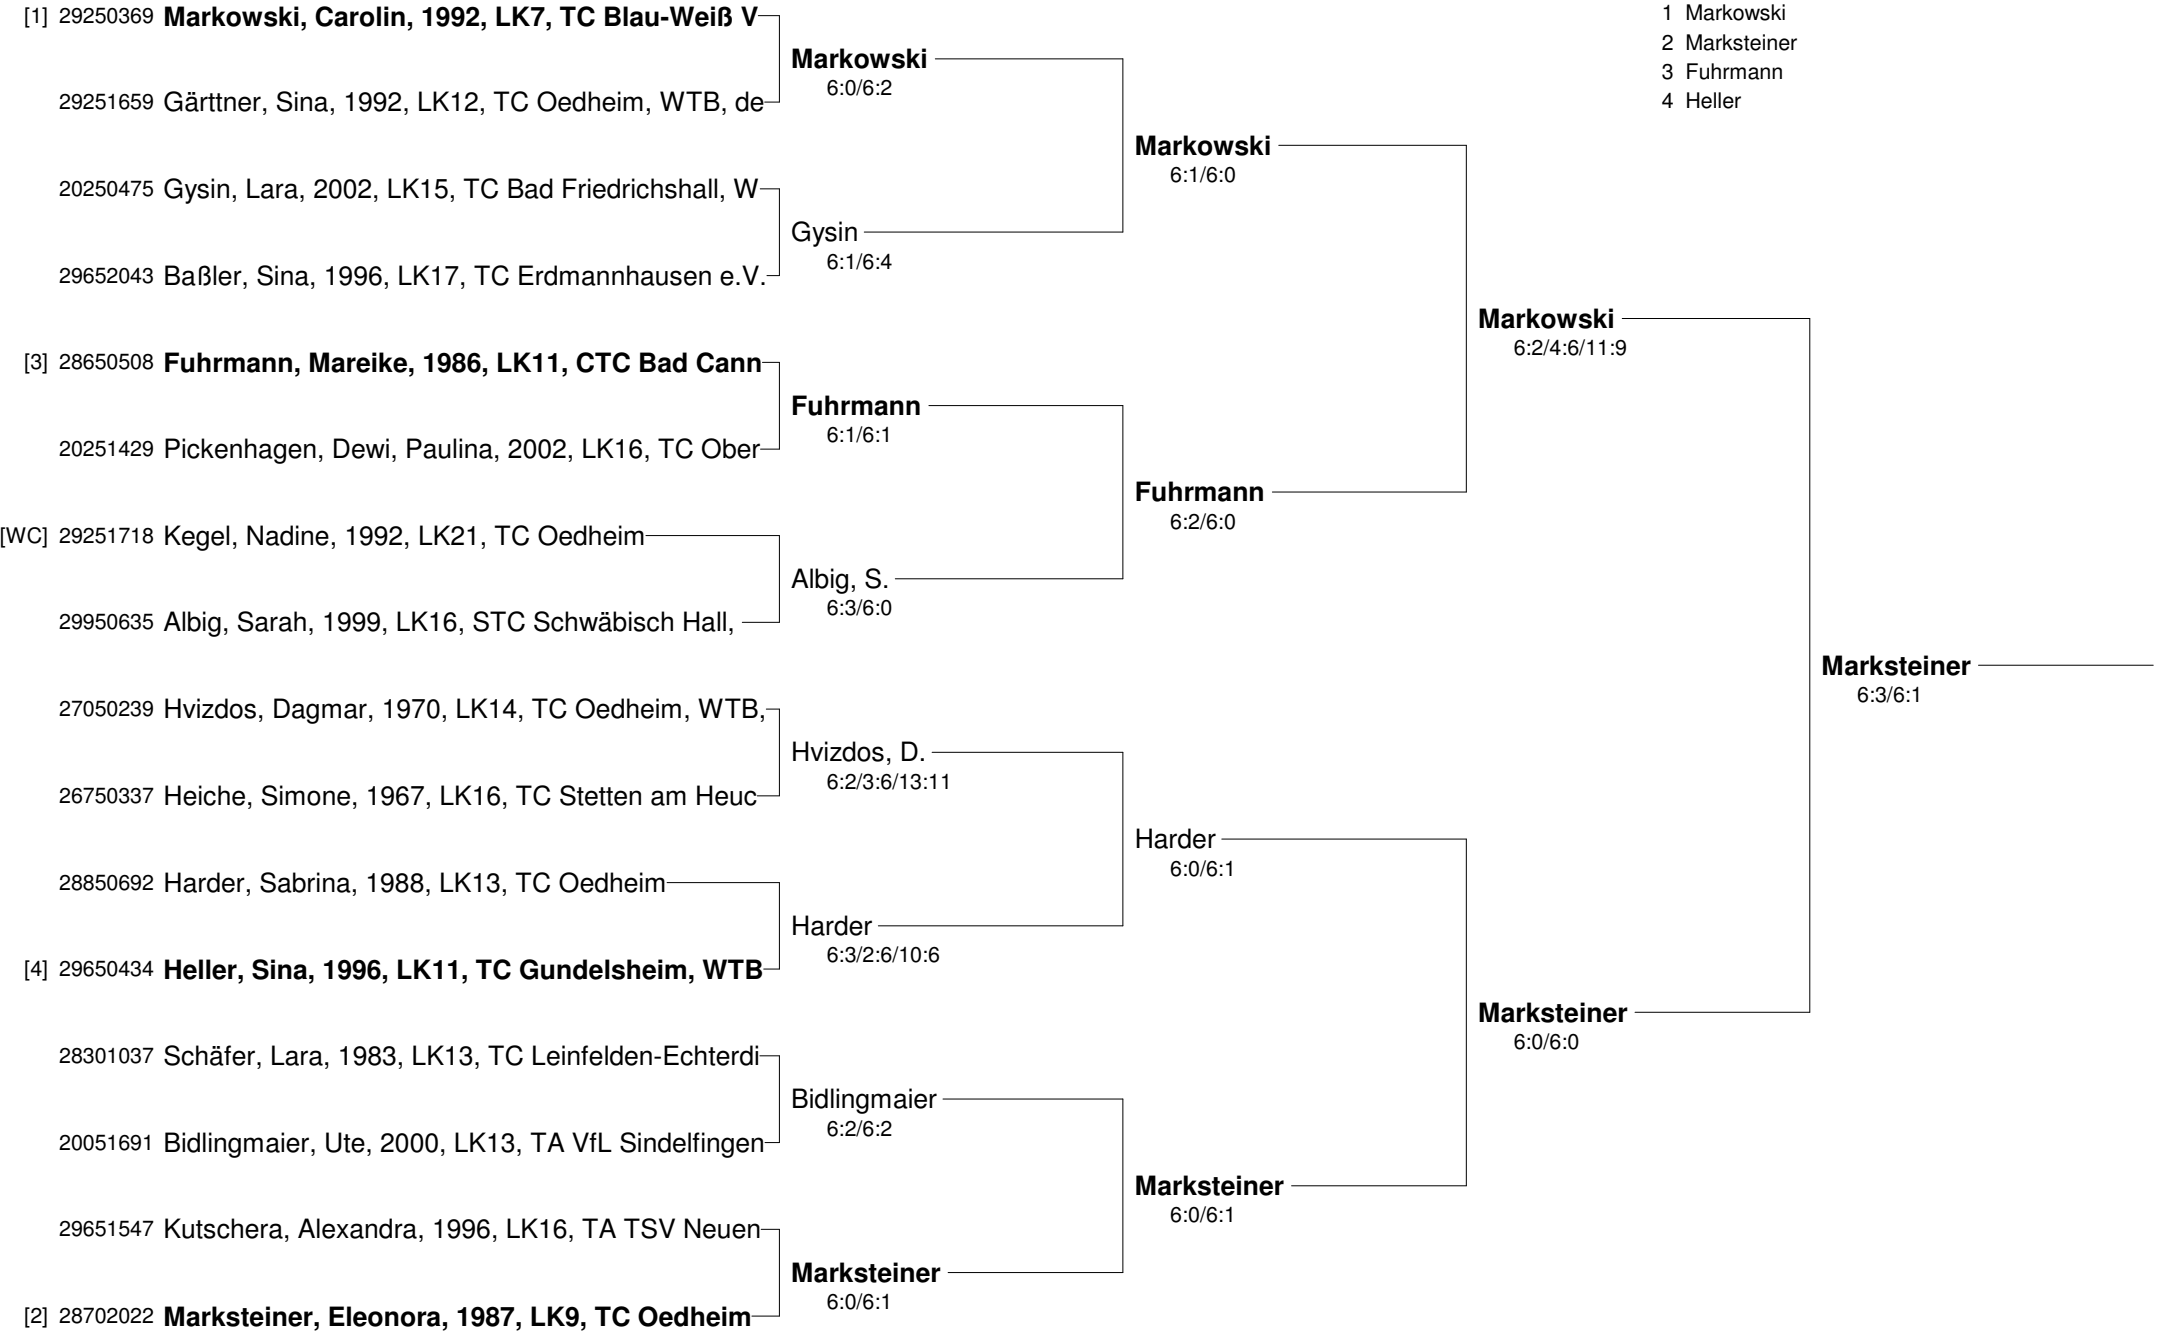 [1] 29250369 Markowski, Carolin, 1992, LK7, TC Blau-Weiß V
29251659 Gärttner, Sina, 1992, LK12, TC Oedheim, WTB, de
20250475 Gysin, Lara, 2002, LK15, TC Bad Friedrichshall, W
29652043 Baßler, Sina, 1996, LK17, TC Erdmannhausen e.V.
[3] 28650508 Fuhrmann, Mareike, 1986, LK11, CTC Bad Cann
20251429 Pickenhagen, Dewi, Paulina, 2002, LK16, TC Ober
[WC] 29251718 Kegel, Nadine, 1992, LK21, TC Oedheim
29950635 Albig, Sarah, 1999, LK16, STC Schwäbisch Hall,
27050239 Hvizdos, Dagmar, 1970, LK14, TC Oedheim, WTB,
26750337 Heiche, Simone, 1967, LK16, TC Stetten am Heuc
28850692 Harder, Sabrina, 1988, LK13, TC Oedheim
[4] 29650434 Heller, Sina, 1996, LK11, TC Gundelsheim, WTB
28301037 Schäfer, Lara, 1983, LK13, TC Leinfelden-Echterdi
20051691 Bidlingmaier, Ute, 2000, LK13, TA VfL Sindelfingen
29651547 Kutschera, Alexandra, 1996, LK16, TA TSV Neuen
[2] 28702022 Marksteiner, Eleonora, 1987, LK9, TC Oedheim
Markowski
6:0/6:2
Gysin
6:1/6:4
Fuhrmann
6:1/6:1
Albig, S.
6:3/6:0
Hvizdos, D.
6:2/3:6/13:11
Harder
6:3/2:6/10:6
Bidlingmaier
6:2/6:2
Marksteiner
6:0/6:1
Markowski
6:1/6:0
Fuhrmann
6:2/6:0
Harder
6:0/6:1
Marksteiner
6:0/6:1
Markowski
6:2/4:6/11:9
Marksteiner
6:0/6:0
Marksteiner
6:3/6:1
1 Markowski
2 Marksteiner
3 Fuhrmann
4 Heller